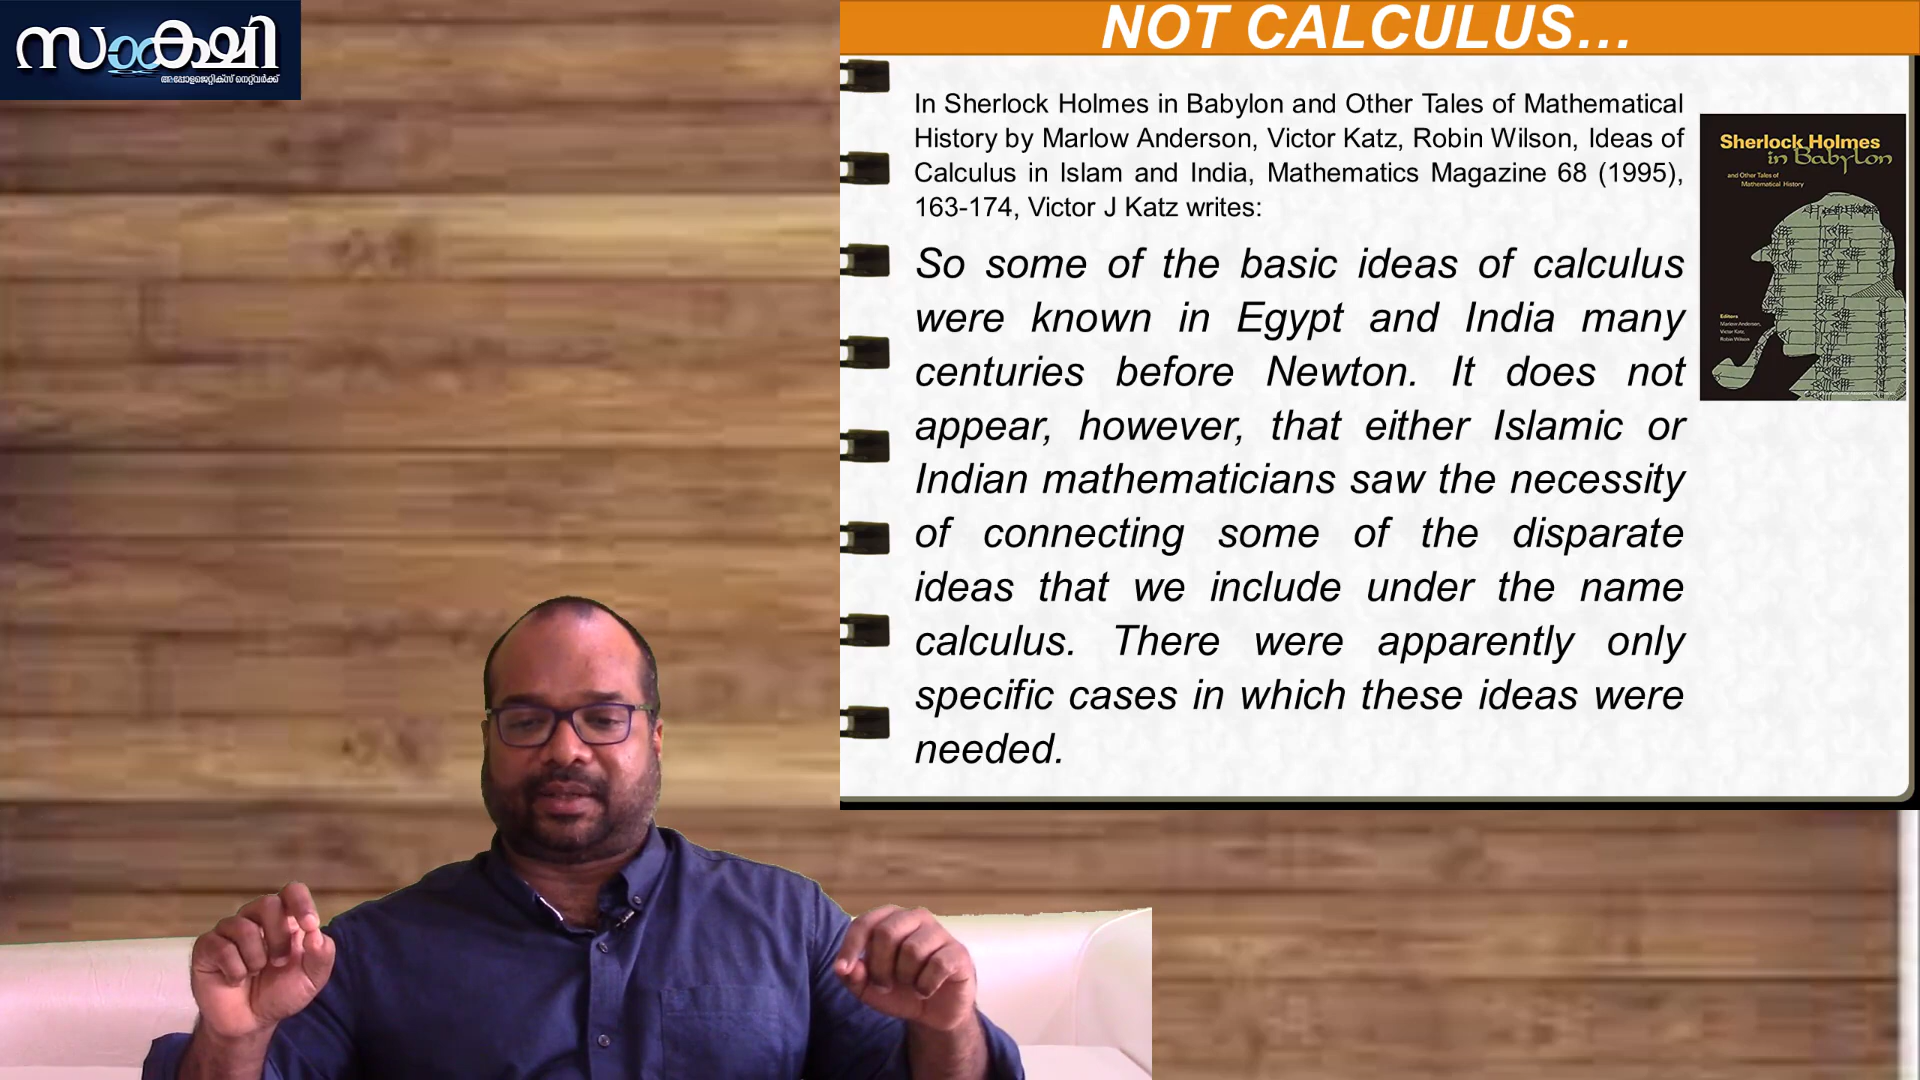 സാക്ഷി
അപ്പോളജെറ്റിക്സ് നെറ്റ്‌വർക്ക്
NOT CALCULUS...
In Sherlock Holmes in Babylon and Other Tales of Mathematical
History by Marlow Anderson, Victor Katz, Robin Wilson, Ideas of
Calculus in Islam and India, Mathematics Magazine 68 (1995),
163-174, Victor J Katz writes:
So some of the basic ideas of calculus
were known in Egypt and India many
centuries before Newton. It does not
appear, however, that either Islamic or
Indian mathematicians saw the necessity
of connecting some of the disparate
ideas that we include under the name
calculus. There were apparently only
specific cases in which these ideas were
needed.
Sherlock Holmes
in Babylon
and Other Tales of
Mathematical History
Editors
Marlow Anderson,
Victor Katz,
Robin Wilson